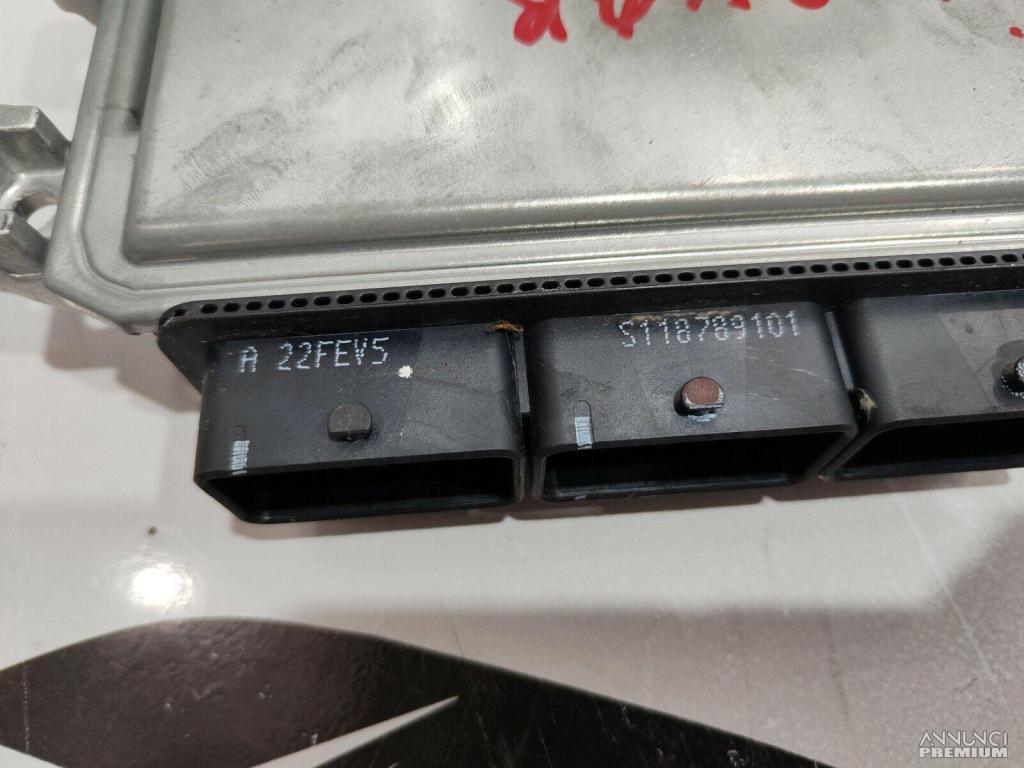 A 22FEV5
S118789101
ANNUNCI
PREMIUM